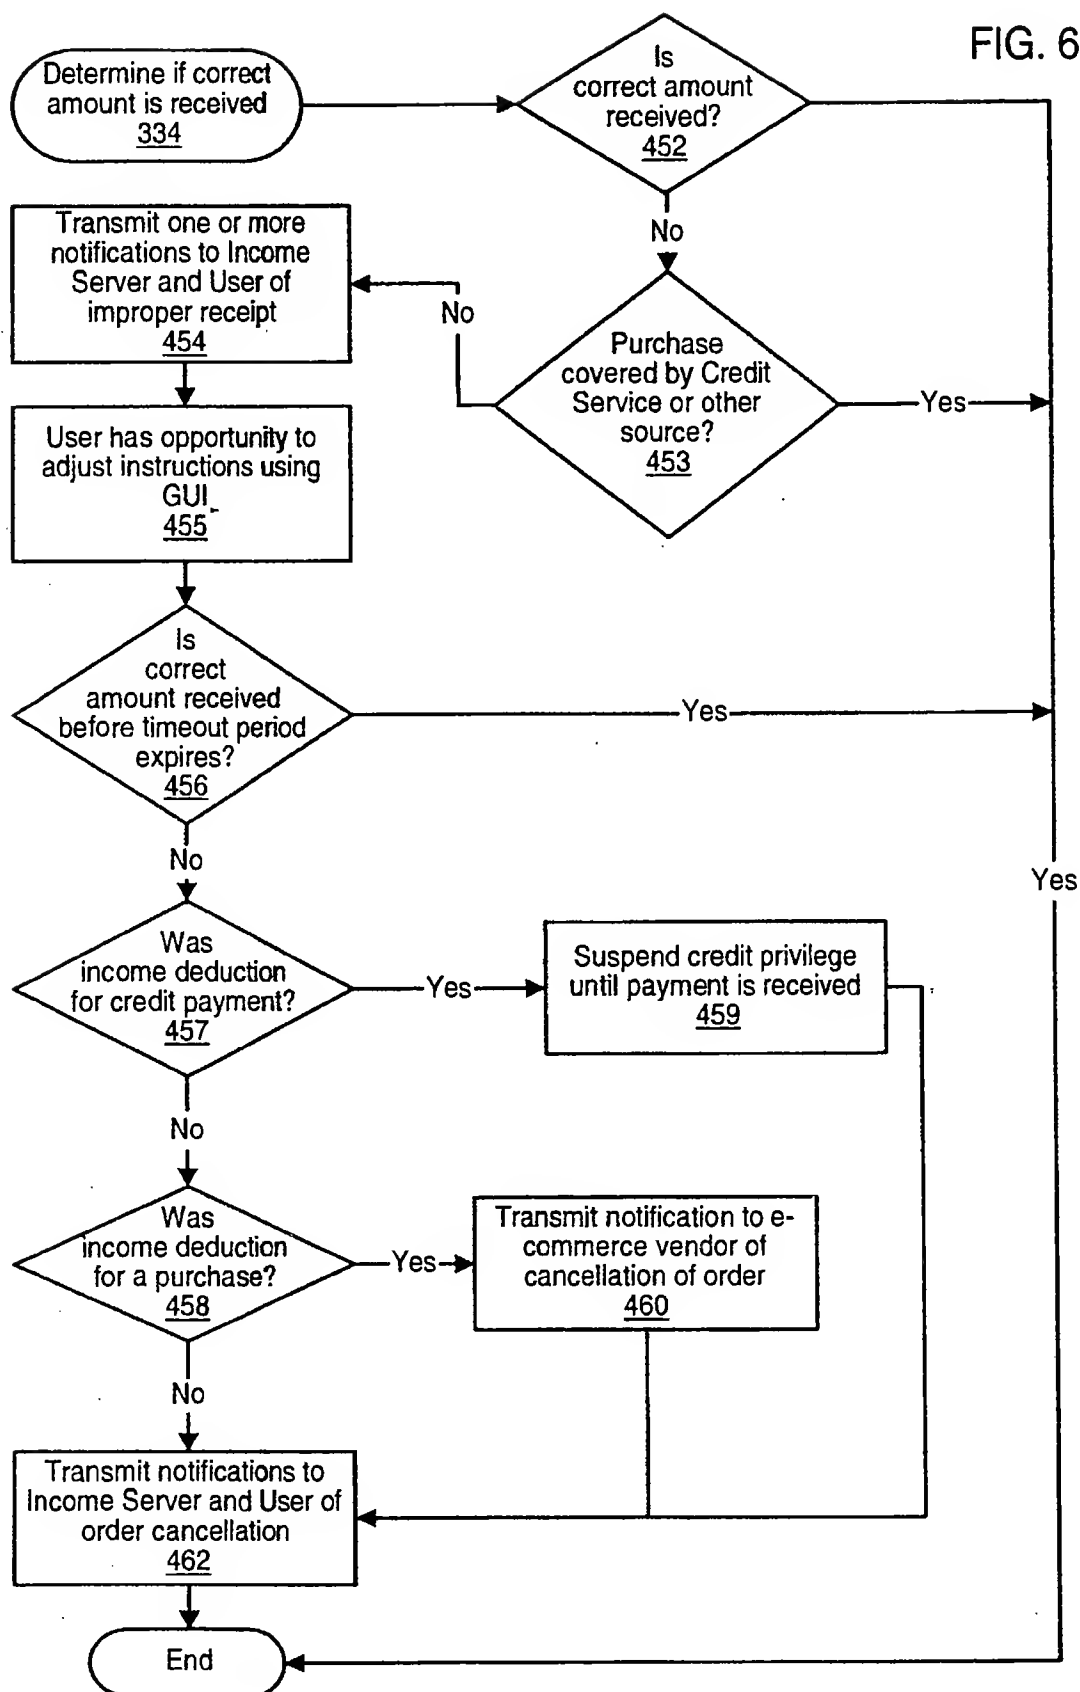 FIG. 6
Determine if correct
amount is received
334
Is
correct amount
received?
452
No
Transmit one or more
notifications to Income
Server and User of
improper receipt
454
No
Purchase
covered by Credit
Service or other
source?
453
Yes
User has opportunity to
adjust instructions using
GUI
455
Is
correct
amount received
before timeout period
expires?
456
Yes
No
Yes
Was
income deduction
for credit payment?
457
Yes
Suspend credit privilege
until payment is received
459
No
Was
income deduction
for a purchase?
458
Yes
Transmit notification to e-
commerce vendor of
cancellation of order
460
No
Transmit notifications to
Income Server and User of
order cancellation
462
End